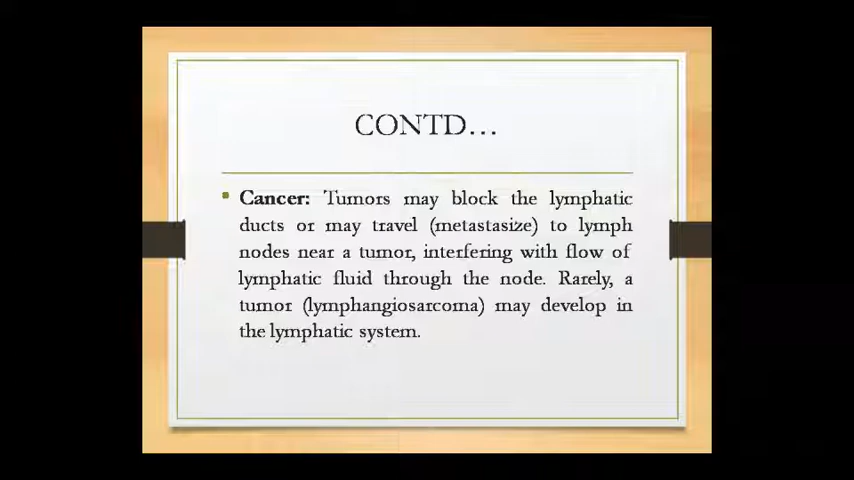 CONTD...
Cancer: Tumors may block the lymphatic
ducts or may travel (metastasize) to lymph
nodes near a tumor, interfering with flow of
lymphatic fluid through the node. Rarely, a
tumor (lymphangiosarcoma) may develop in
the lymphatic system.